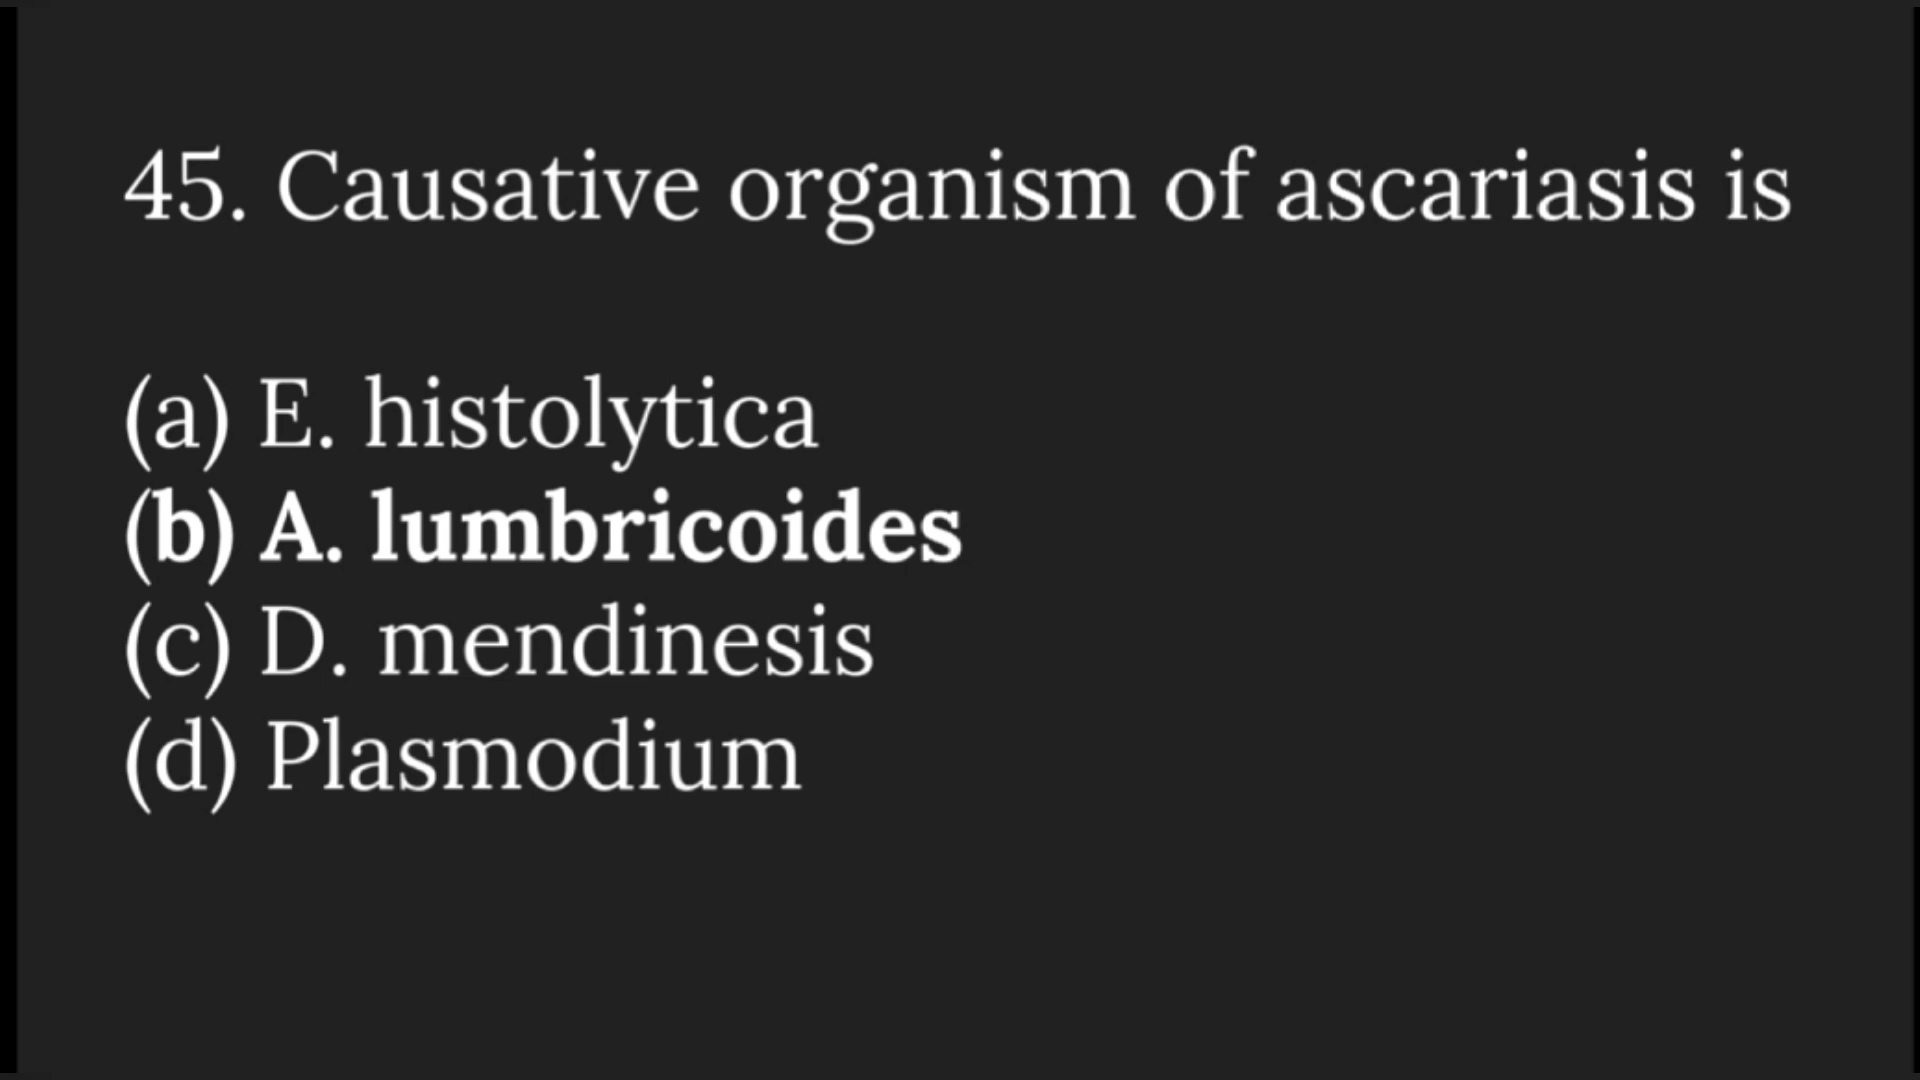 45. Causative organism of ascariasis is
(a) E. histolytica
(b) A. lumbricoides
(c) D. mendinesis
(d) Plasmodium